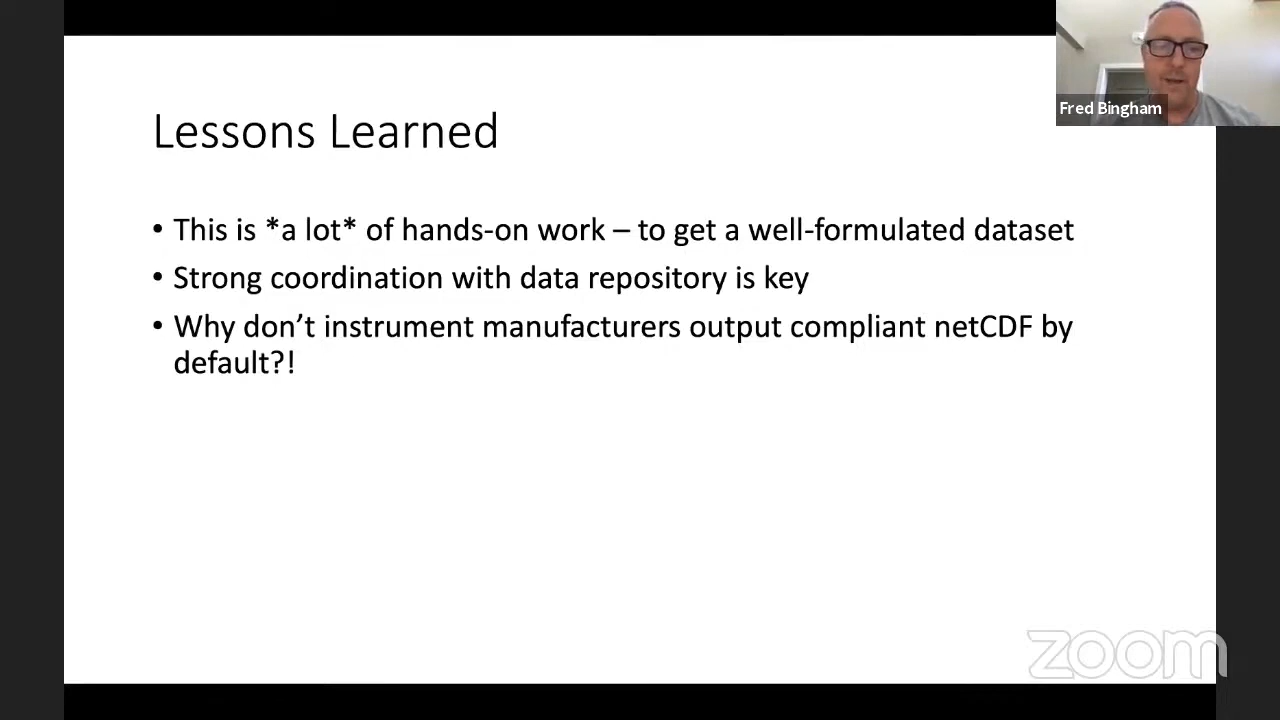 Fred Bingham
Lessons Learned
• This is *a lot* of hands-on work – to get a well-formulated dataset
• Strong coordination with data repository is key
• Why don’t instrument manufacturers output compliant netCDF by
default?!
zoom